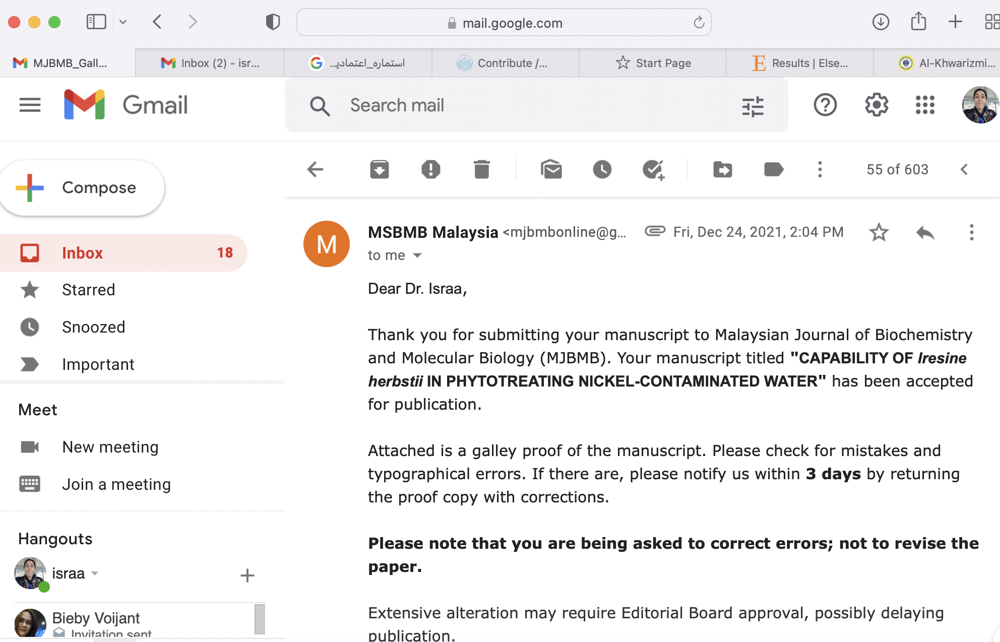 mail.google.com
MJBMB_Gall...
Inbox (2) - isr...
استماره_اعتمادیـ...
Contribute /...
Start Page
Results | Else...
Al-Khwarizmi...
Gmail
Search mail
Compose
55 of 603
Inbox 18
Starred
Snoozed
Important
Meet
New meeting
Join a meeting
Hangouts
israa
Bieby Voijant
Invitation sent
M
MSBMB Malaysia <mjbmbonline@g... Fri, Dec 24, 2021, 2:04 PM
to me
Dear Dr. Israa,
Thank you for submitting your manuscript to Malaysian Journal of Biochemistry
and Molecular Biology (MJBMB). Your manuscript titled "CAPABILITY OF Iresine
herbstii IN PHYTOTREATING NICKEL-CONTAMINATED WATER" has been accepted
for publication.
Attached is a galley proof of the manuscript. Please check for mistakes and
typographical errors. If there are, please notify us within 3 days by returning
the proof copy with corrections.
Please note that you are being asked to correct errors; not to revise the
paper.
Extensive alteration may require Editorial Board approval, possibly delaying
publication.